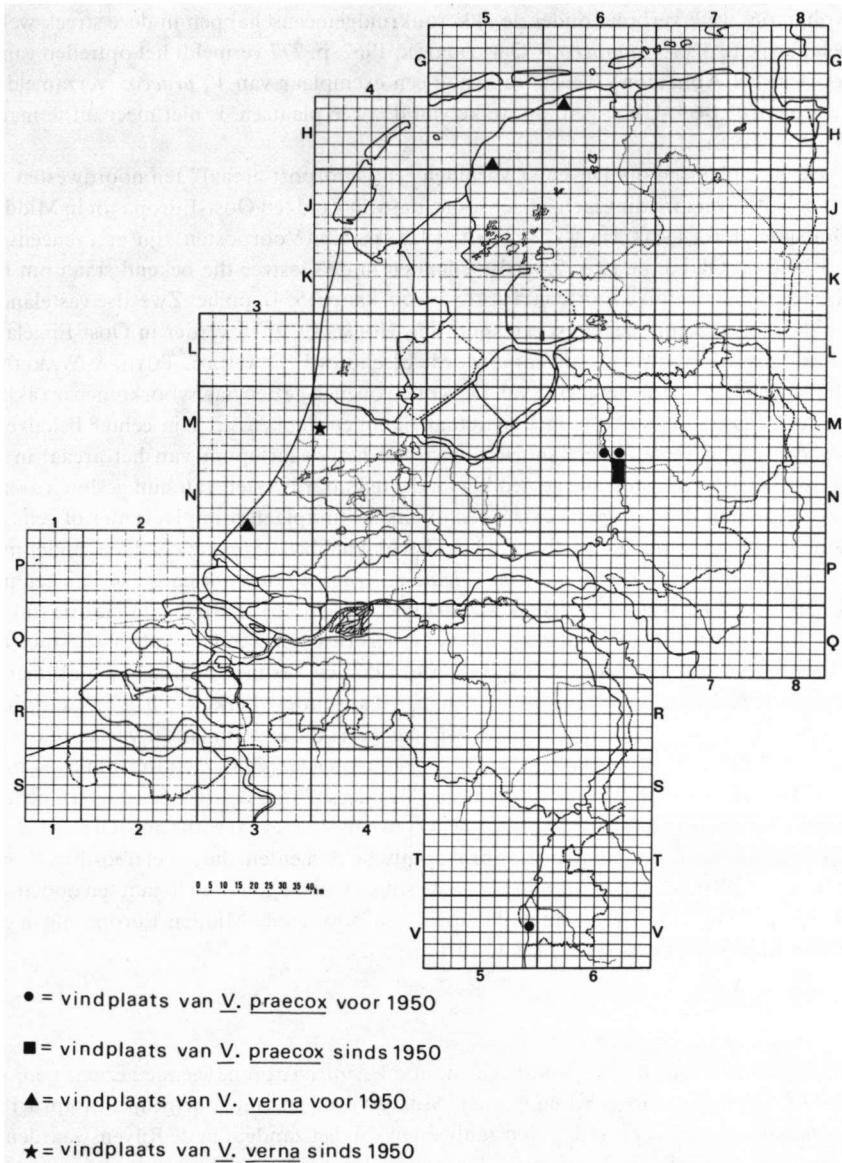 5 6 7 8
G G
4
H H
J J
K K
3
L L
M M
N N
1 2
P P
Q Q
7 8
R R
S S
1 2 3 4
T T
0 5 10 15 20 25 30 35 40 km
V V
5 6
● = vindplaats van V. praecox voor 1950
■ = vindplaats van V. praecox sinds 1950
▲ = vindplaats van V. verna voor 1950
★ = vindplaats van V. verna sinds 1950